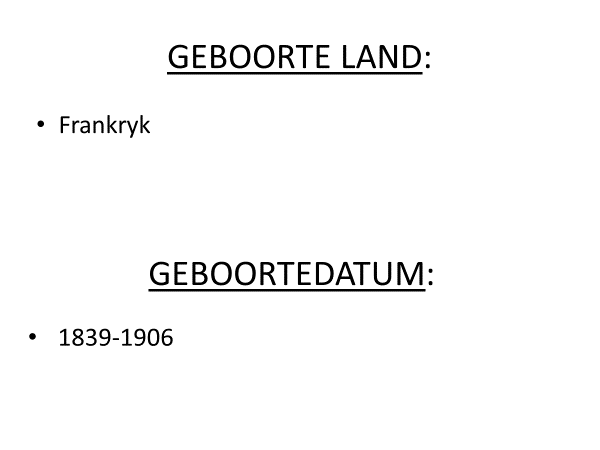 GEBOORTE LAND:
• Frankryk
GEBOORTEDATUM:
• 1839-1906